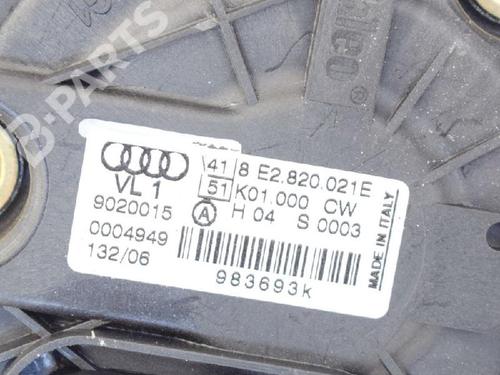 B-PARTS
VL 1
41 8 E2.820.021E
51 K01.000 CW
9020015 A H 04 S 0003
0004949
132/06
983693k
MADE IN ITALY